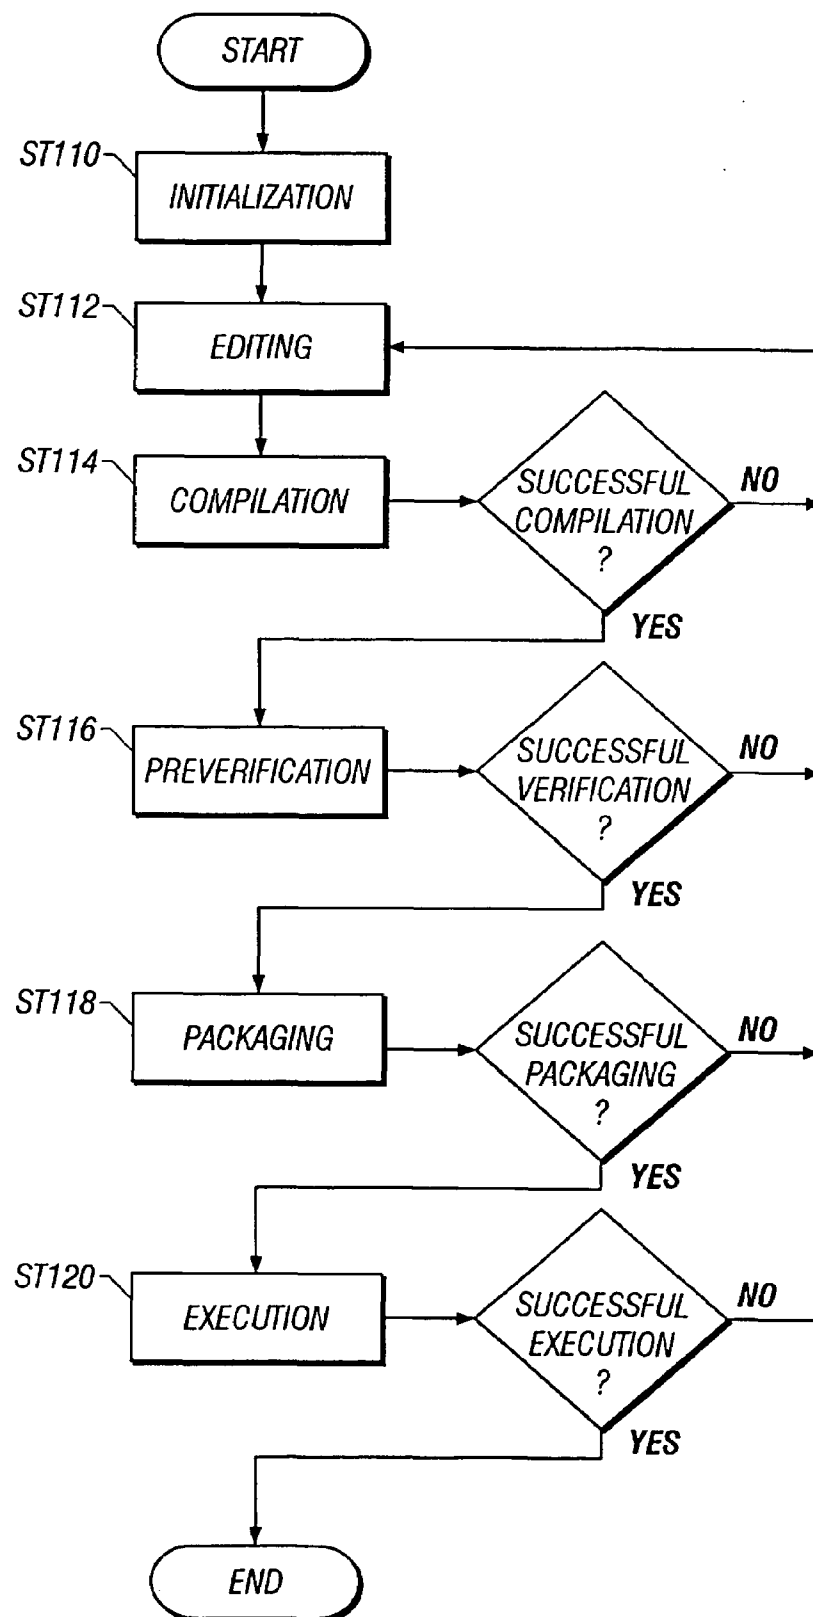 START
ST110
INITIALIZATION
ST112
EDITING
ST114
COMPILATION
SUCCESSFUL
COMPILATION
?
NO
YES
ST116
PREVERIFICATION
SUCCESSFUL
VERIFICATION
?
NO
YES
ST118
PACKAGING
SUCCESSFUL
PACKAGING
?
NO
YES
ST120
EXECUTION
SUCCESSFUL
EXECUTION
?
NO
YES
END